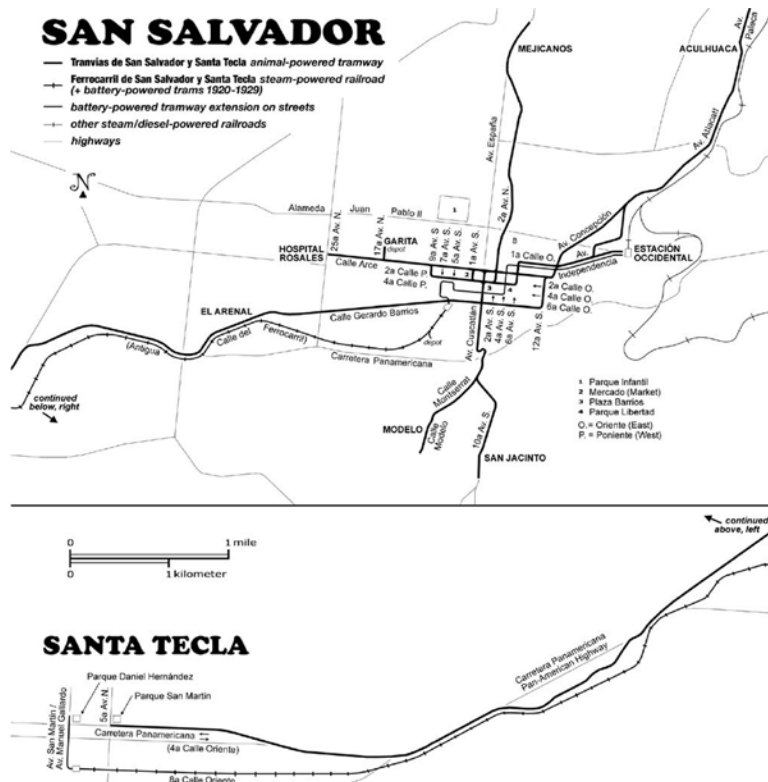 SAN SALVADOR
Tranvías de San Salvador y Santa Tecla animal-powered tramway
Ferrocarril de San Salvador y Santa Tecla steam-powered railroad
(+ battery-powered trams 1920-1929)
battery-powered tramway extension on streets
other steam/diesel-powered railroads
highways
N
MEJICANOS
ACULHUACA
Av. Paleca
Av. Atlacatl
Av. España
2a Av. N.
Alameda Juan Pablo II
1
25a Av. N.
17a Av. N.
GARITA
depot
9a Av. S.
7a Av. S.
5a Av. S.
1a Av. S.
1a Calle O.
Av. Concepción
Av. Independencia
ESTACIÓN
OCCIDENTAL
HOSPITAL
ROSALES
Calle Arce
2a Calle P.
4a Calle P.
2
3
4
2a Calle O.
4a Calle O.
6a Calle O.
EL ARENAL
Calle Gerardo Barrios
(Antigua Calle del Ferrocarril)
depot
Carretera Panamericana
Av. Cuscatlán
2a Av. S.
4a Av. S.
6a Av. S.
12a Av. S.
Calle
Montserrat
MODELO
Calle
Modelo
10a Av. S.
SAN JACINTO
1 Parque Infantil
2 Mercado (Market)
3 Plaza Barrios
4 Parque Libertad
O. = Oriente (East)
P. = Poniente (West)
continued
below, right
continued
above, left
0 1 mile
0 1 kilometer
SANTA TECLA
Parque Daniel Hernández
Parque San Martín
5a Av. N.
Av. San Martín /
Av. Manuel Gallardo
Carretera Panamericana
(4a Calle Oriente)
8a Calle Oriente
Carretera Panamericana
Pan-American Highway